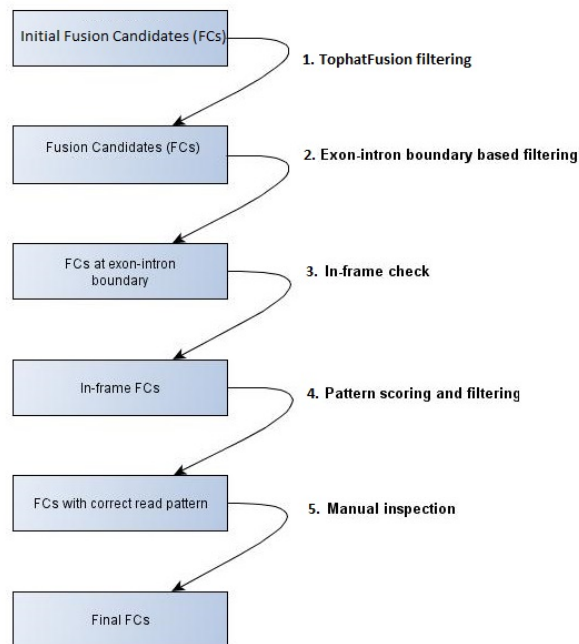 Initial Fusion Candidates (FCs)
1. TophatFusion filtering
Fusion Candidates (FCs)
2. Exon-intron boundary based filtering
FCs at exon-intron
boundary
3. In-frame check
In-frame FCs
4. Pattern scoring and filtering
FCs with correct read pattern
5. Manual inspection
Final FCs